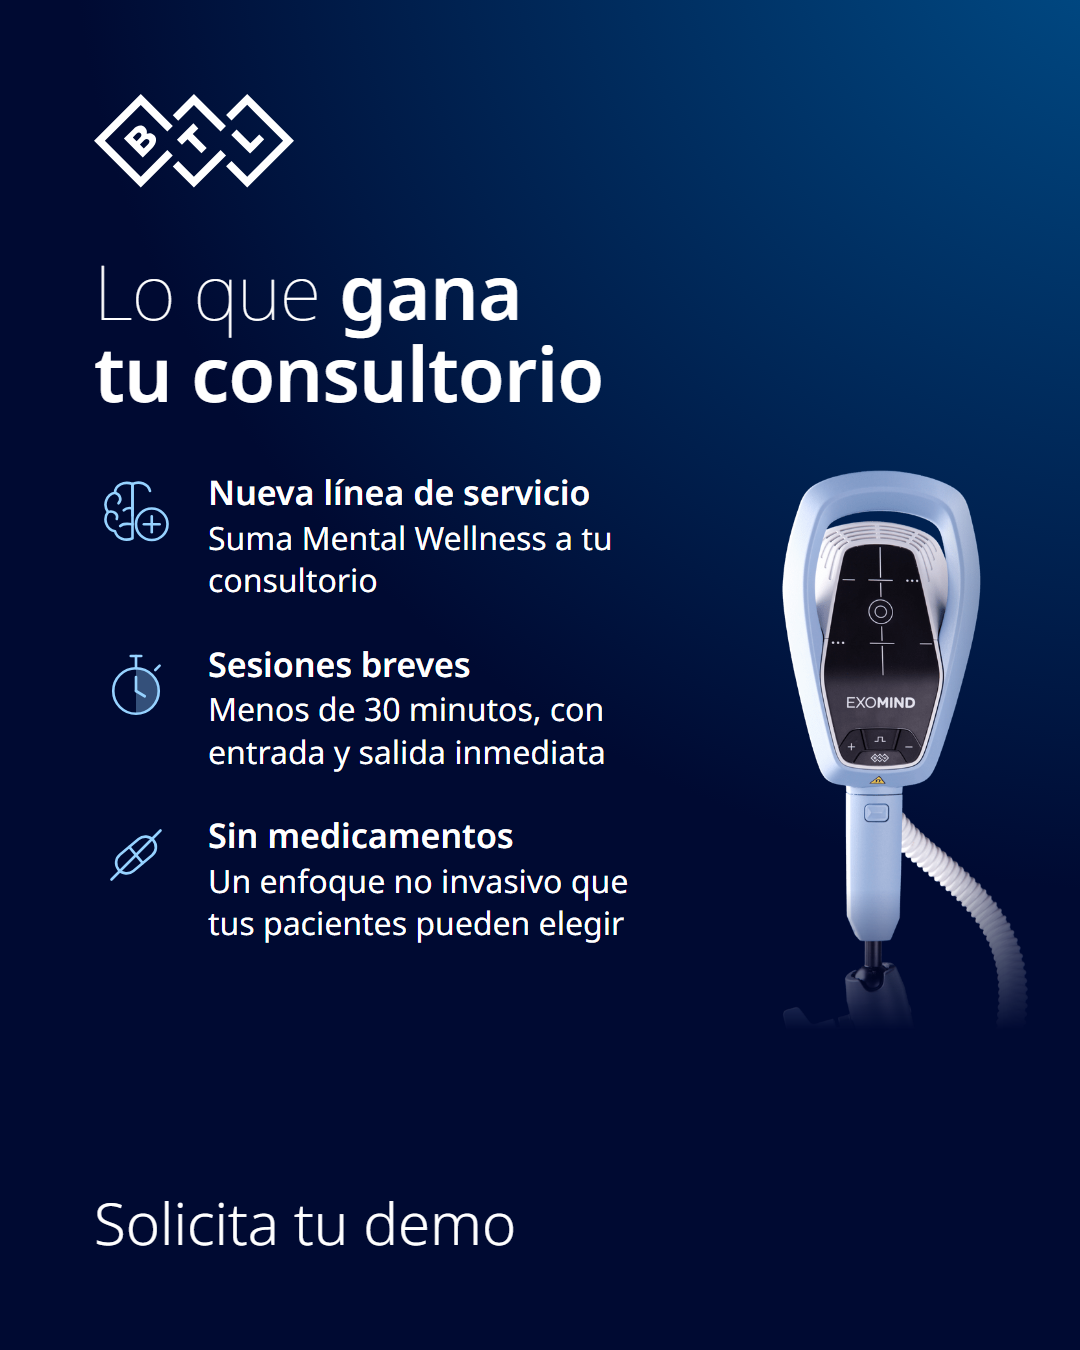 BTL
Lo que gana
tu consultorio
Nueva línea de servicio
Suma Mental Wellness a tu
consultorio
Sesiones breves
Menos de 30 minutos, con
entrada y salida inmediata
Sin medicamentos
Un enfoque no invasivo que
tus pacientes pueden elegir
EXOMIND
Solicita tu demo